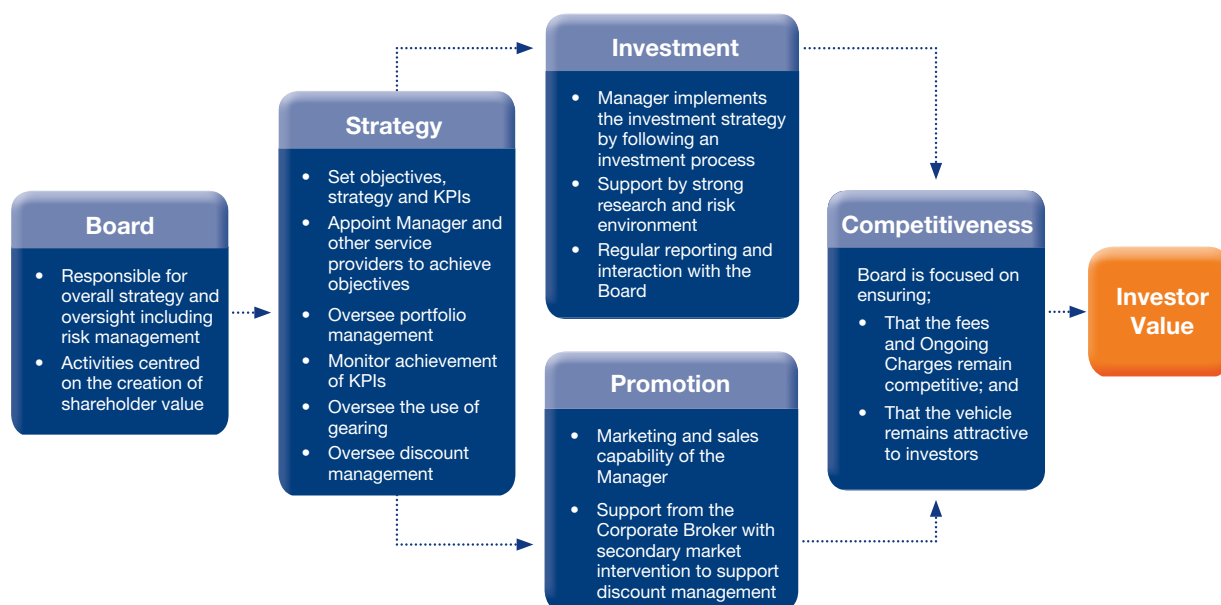 Board
• Responsible for
overall strategy and
oversight including
risk management
• Activities centred
on the creation of
shareholder value
Strategy
• Set objectives,
strategy and KPIs
• Appoint Manager and
other service
providers to achieve
objectives
• Oversee portfolio
management
• Monitor achievement
of KPIs
• Oversee the use of
gearing
• Oversee discount
management
Investment
• Manager implements
the investment strategy
by following an
investment process
• Support by strong
research and risk
environment
• Regular reporting and
interaction with the
Board
Promotion
• Marketing and sales
capability of the
Manager
• Support from the
Corporate Broker with
secondary market
intervention to support
discount management
Competitiveness
Board is focused on
ensuring;
• That the fees
and Ongoing
Charges remain
competitive; and
• That the vehicle
remains attractive
to investors
Investor
Value